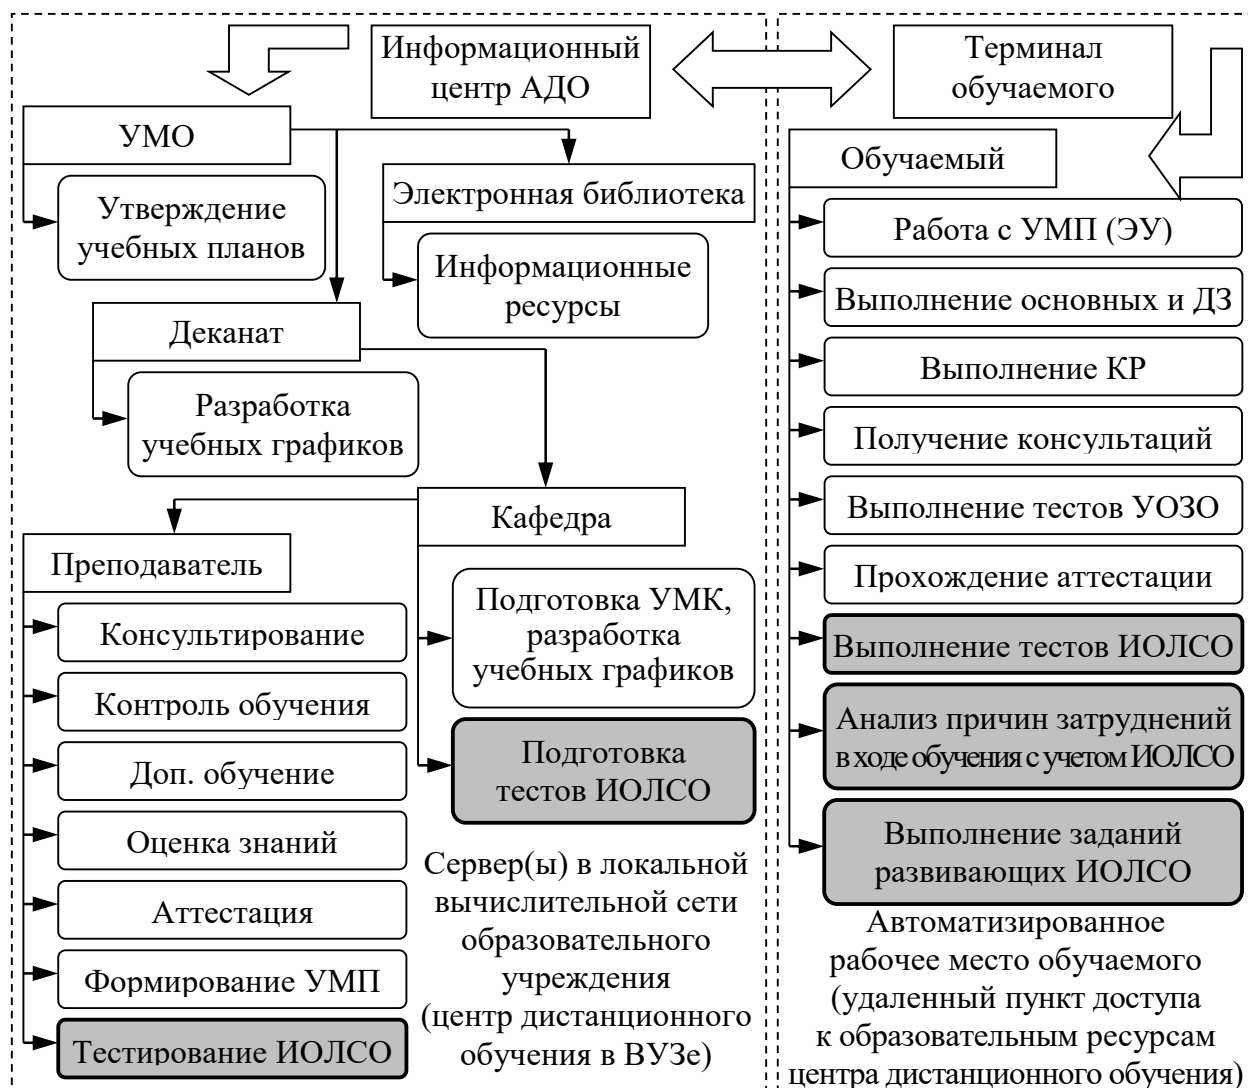 Информационный
центр АДО
УМО
Утверждение
учебных планов
Электронная библиотека
Информационные
ресурсы
Деканат
Разработка
учебных графиков
Кафедра
Преподаватель
Консультирование
Контроль обучения
Доп. обучение
Оценка знаний
Аттестация
Формирование УМП
Тестирование ИОЛСО
Подготовка УМК,
разработка
учебных графиков
Подготовка
тестов ИОЛСО
Сервер(ы) в локальной
вычислительной сети
образовательного
учреждения
(центр дистанционного
обучения в ВУЗе)
Терминал
обучаемого
Обучаемый
Работа с УМП (ЭУ)
Выполнение основных и ДЗ
Выполнение КР
Получение консультаций
Выполнение тестов УОЗО
Прохождение аттестации
Выполнение тестов ИОЛСО
Анализ причин затруднений
в ходе обучения с учетом ИОЛСО
Выполнение заданий
развивающих ИОЛСО
Автоматизированное
рабочее место обучаемого
(удаленный пункт доступа
к образовательным ресурсам
центра дистанционного обучения)